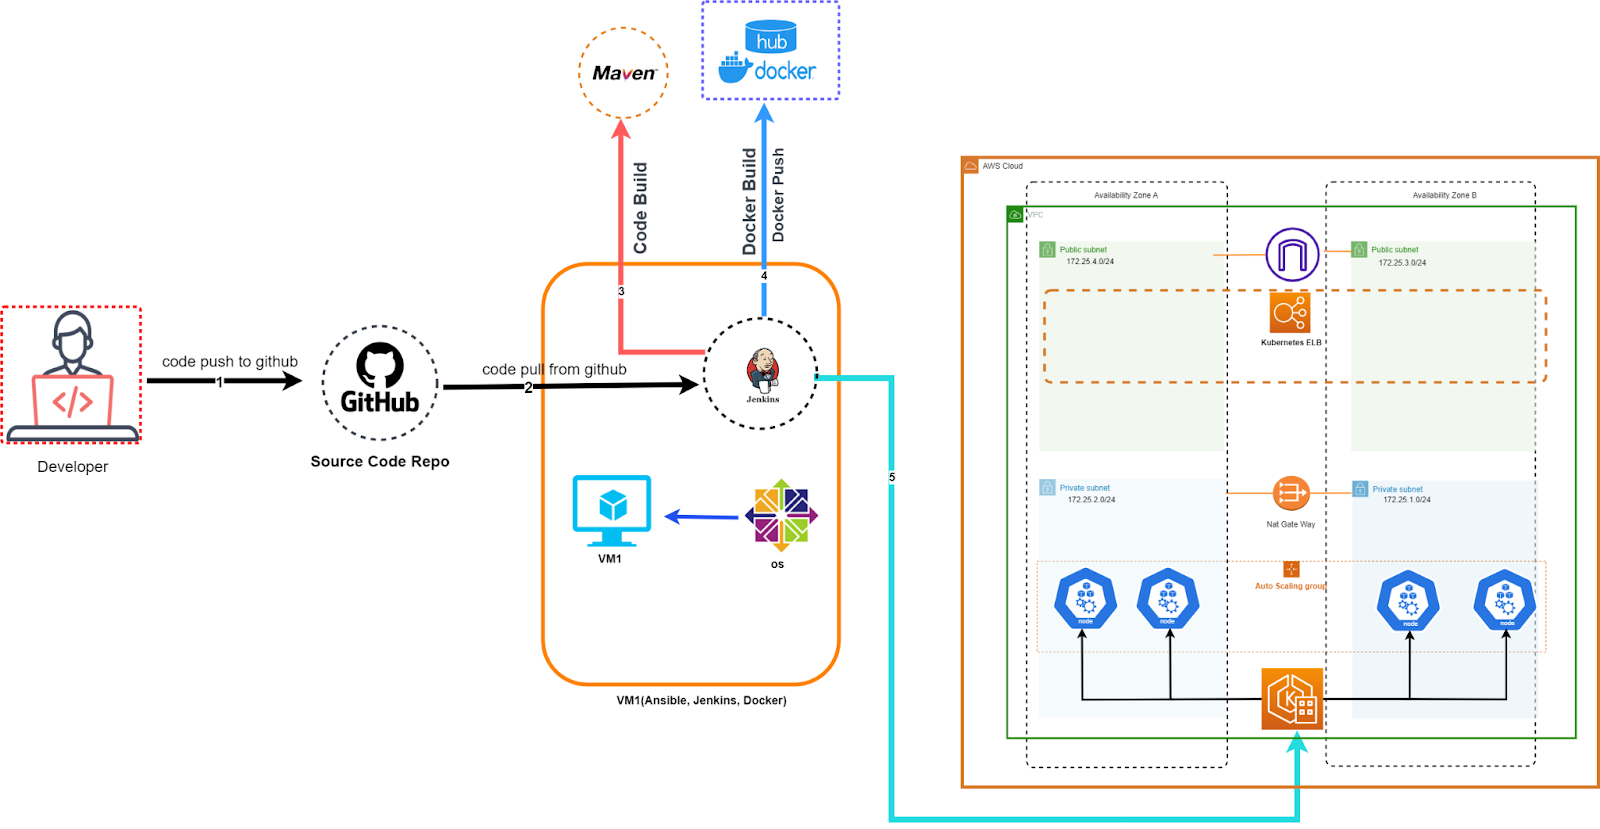 Maven™
hub
docker
Code Build
Docker Build
Docker Push
3
4
Developer
code push to github
1
GitHub
Source Code Repo
code pull from github
2
Jenkins
VM1
os
VM1(Ansible, Jenkins, Docker)
5
AWS Cloud
Availability Zone A
Availability Zone B
VPC
Public subnet
172.25.4.0/24
Public subnet
172.25.3.0/24
Kubernetes ELB
Private subnet
172.25.2.0/24
Private subnet
172.25.1.0/24
Nat Gate Way
Auto Scaling group
node
node
node
node
K